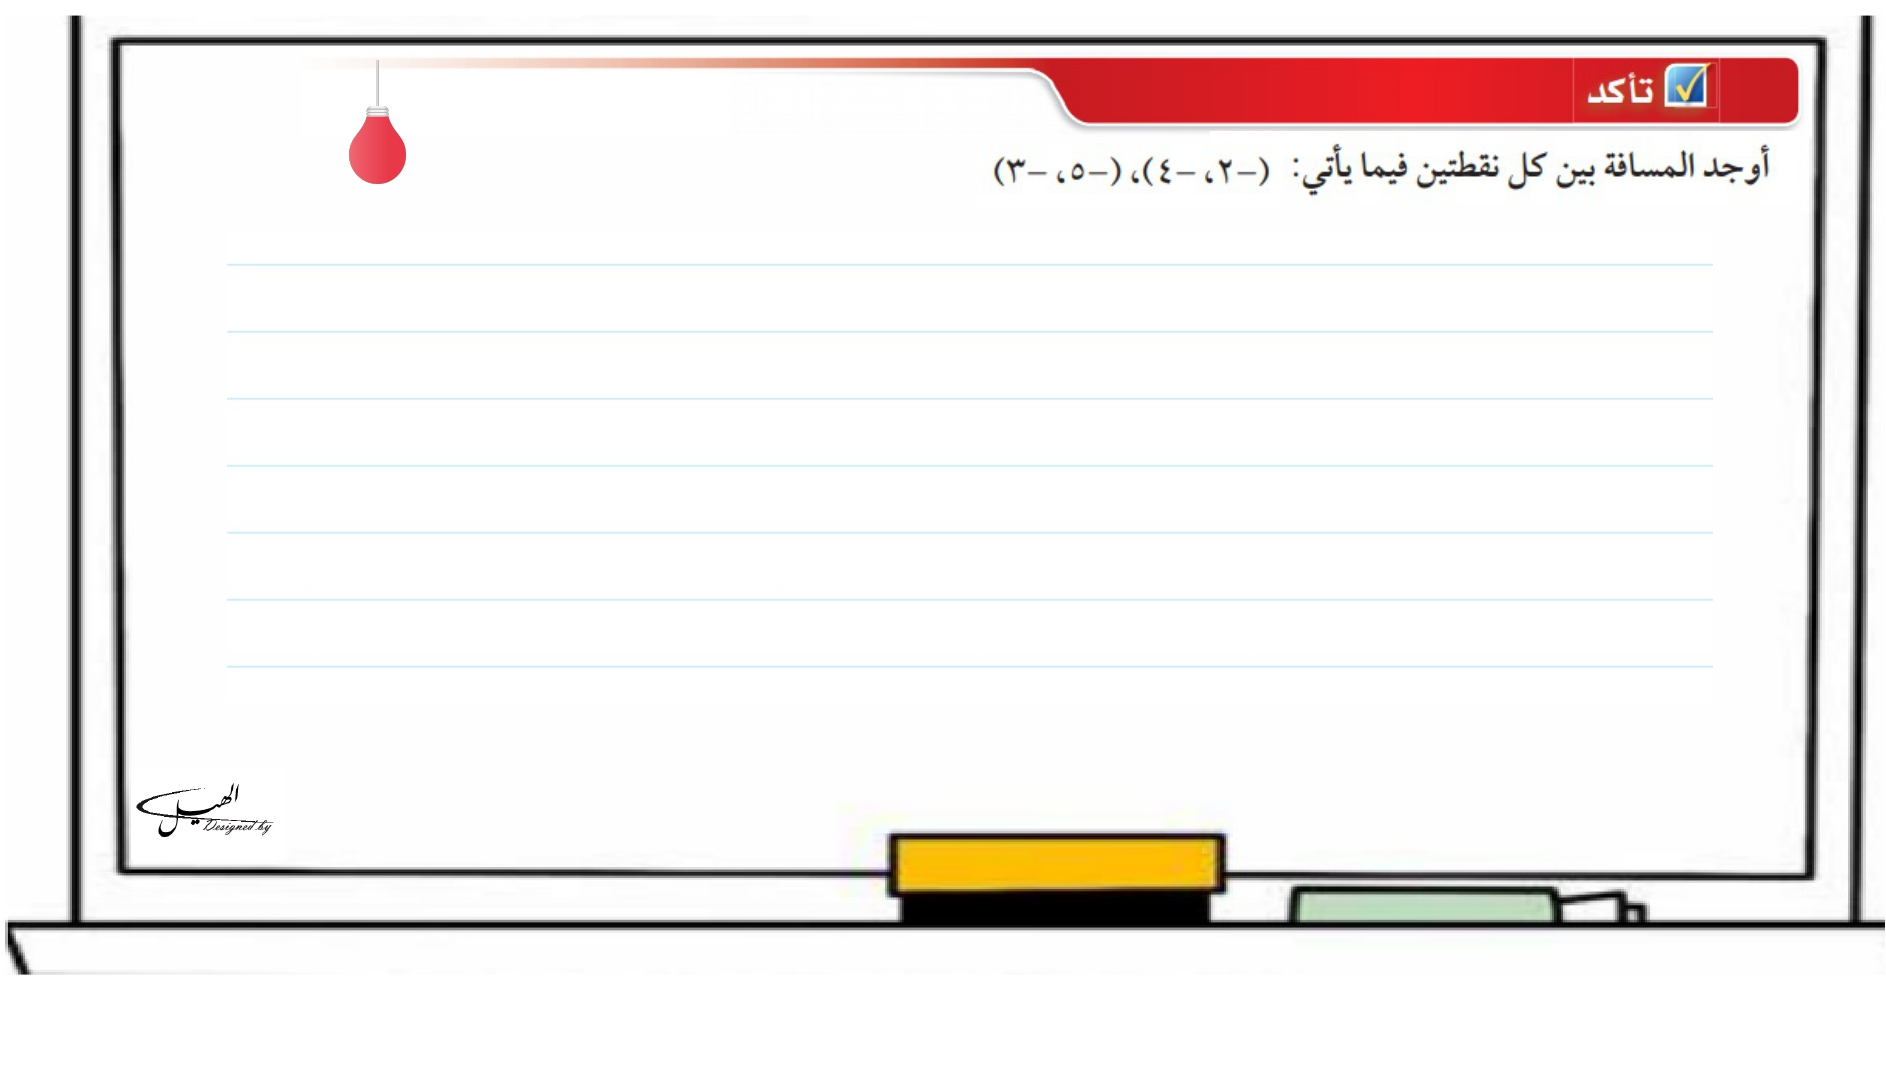 تأكد
أوجد المسافة بين كل نقطتين فيما يأتي: (–٢، –٤)، (–٥، –٣)
الهيل
Designed by